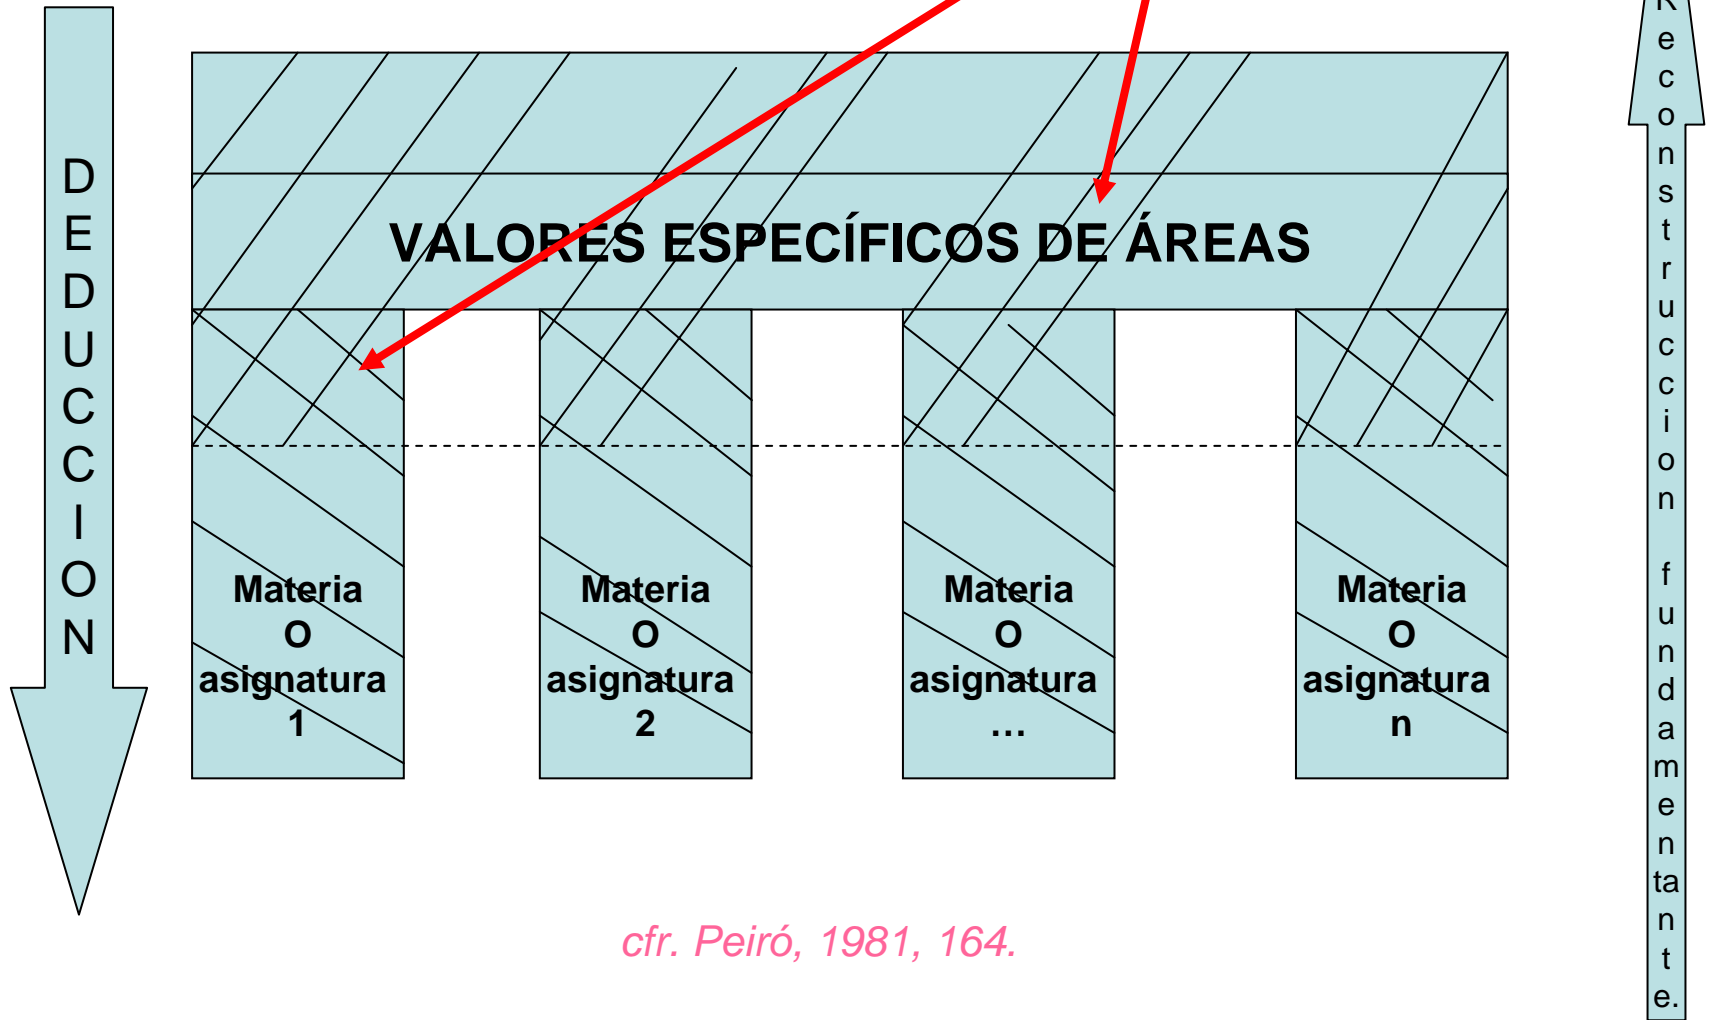 DEDUCCION
VALORES ESPECÍFICOS DE ÁREAS
Materia
O
asignatura
1
Materia
O
asignatura
2
Materia
O
asignatura
…
Materia
O
asignatura
n
Reconstruccion fundamentante.
cfr. Peiró, 1981, 164.